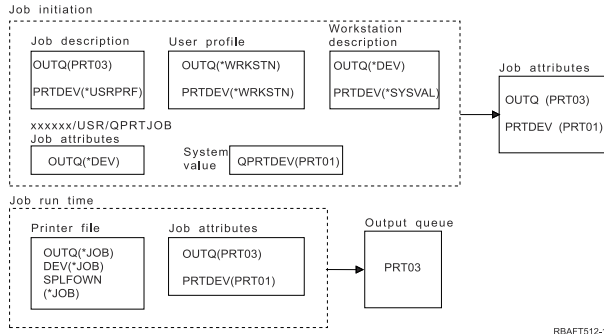 Job initiation
Job description
OUTQ(PRT03)
PRTDEV(*USRPRF)
User profile
OUTQ(*WRKSTN)
PRTDEV(*WRKSTN)
Workstation
description
OUTQ(*DEV)
PRTDEV(*SYSVAL)
xxxxxx/USR/QPRTJOB
Job attributes
OUTQ(*DEV)
System
value
QPRTDEV(PRT01)
Job attributes
OUTQ (PRT03)
PRTDEV (PRT01)
Job run time
Printer file
OUTQ(*JOB)
DEV(*JOB)
SPLFOWN
(*JOB)
Job attributes
OUTQ(PRT03)
PRTDEV(PRT01)
Output queue
PRT03